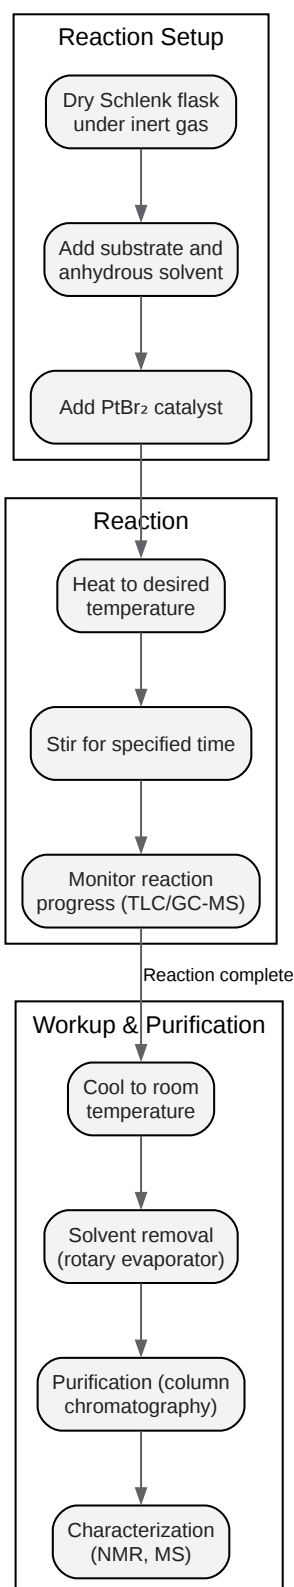 Reaction Setup
Dry Schlenk flask
under inert gas
Add substrate and
anhydrous solvent
Add PtBr₂ catalyst
Reaction
Heat to desired
temperature
Stir for specified time
Monitor reaction
progress (TLC/GC-MS)
Reaction complete
Workup & Purification
Cool to room
temperature
Solvent removal
(rotary evaporator)
Purification (column
chromatography)
Characterization
(NMR, MS)